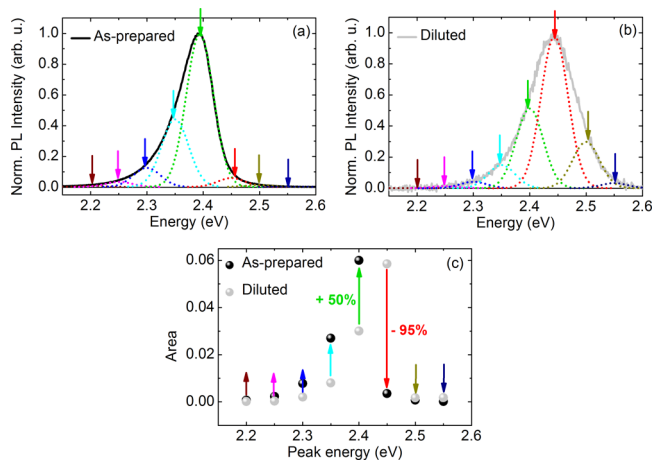 As-prepared
(a)
Norm. PL Intensity (arb. u.)
1.0
0.8
0.6
0.4
0.2
0.0
2.2 2.3 2.4 2.5 2.6
Energy (eV)
Diluted
(b)
Norm. PL Intensity (arb. u.)
1.0
0.8
0.6
0.4
0.2
0.0
2.2 2.3 2.4 2.5 2.6
Energy (eV)
As-prepared
Diluted
(c)
+ 50%
- 95%
Area
0.06
0.04
0.02
0.00
2.2 2.3 2.4 2.5 2.6
Peak energy (eV)